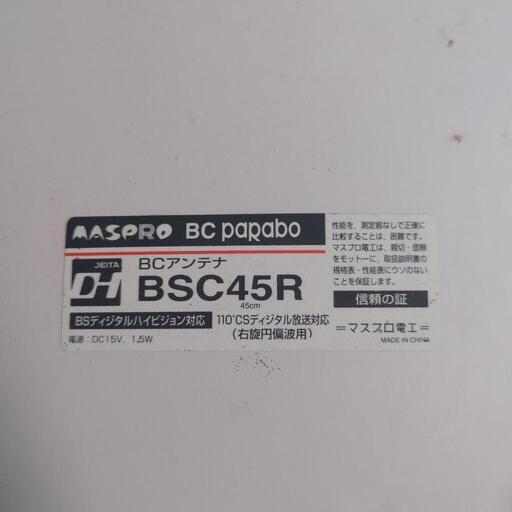 MASPRO BC paRabo
JEITA
DH
BCアンテナ
BSC45R
45cm
BSディジタルハイビジョン対応
110°CSディジタル放送対応
(右旋円偏波用)
電源:DC15V, 1.5W
性能を、測定器なしで正確に
比較することは、困難です。
マスプロ電工は、親切・信頼
をモットーに、取扱説明書の
規格表・性能表にウソのない
ことを保証します。
信頼の証
=マスプロ電工=
MADE IN CHINA